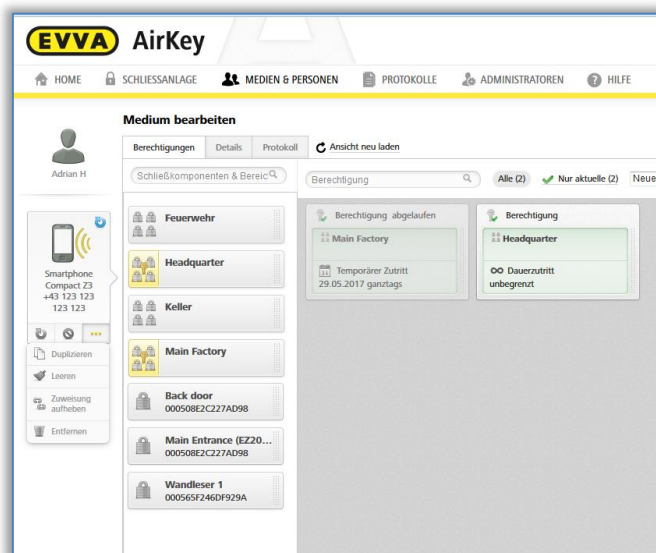 EVVA AirKey
HOME SCHLIESSANLAGE MEDIEN & PERSONEN PROTOKOLLE ADMINISTRATOREN HILFE
Adrian H
Smartphone
Compact Z3
+43 123 123
123 123
Duplizieren
Leeren
Zuweisung
aufheben
Entfernen
Medium bearbeiten
Berechtigungen Details Protokoll Ansicht neu laden
Schließkomponenten & Bereic
Feuerwehr
Headquarter
Keller
Main Factory
Back door
000508E2C227AD98
Main Entrance (EZ20...
000508E2C227AD98
Wandleser 1
000565F246DF929A
Berechtigung Alle (2) Nur aktuelle (2) Neue
Berechtigung abgelaufen
Main Factory
Temporärer Zutritt
29.05.2017 ganztags
Berechtigung
Headquarter
Dauerzutritt
unbegrenzt